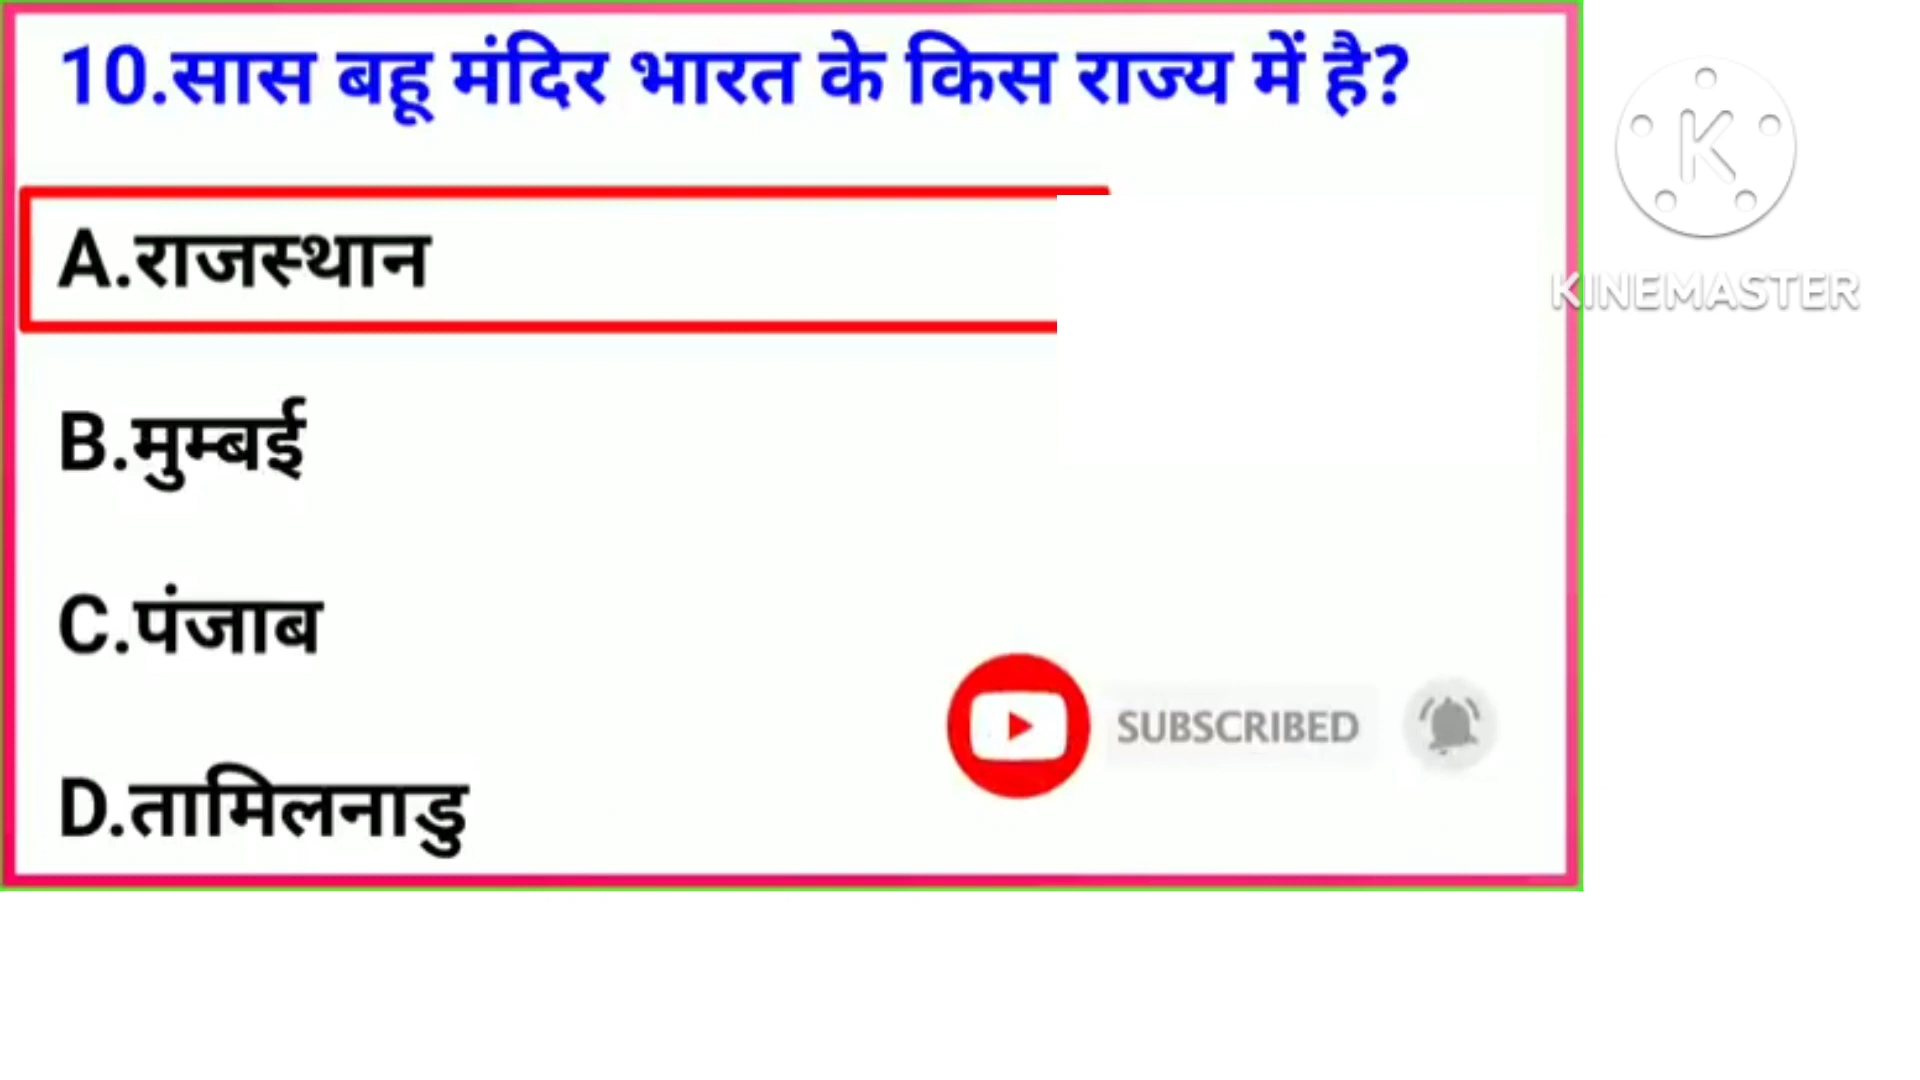 10.सास बहू मंदिर भारत के किस राज्य में है?
A.राजस्थान
B.मुम्बई
C.पंजाब
D.तामिलनाडु
SUBSCRIBED
K
KINEMASTER